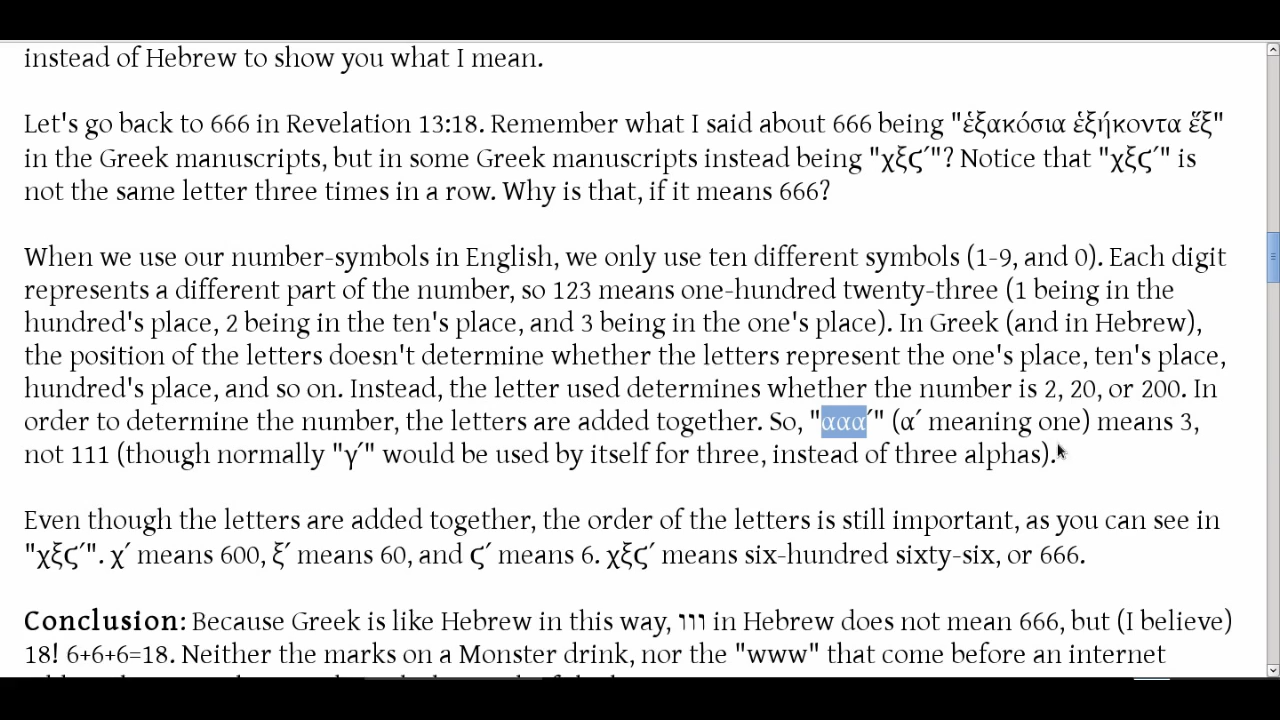 instead of Hebrew to show you what I mean.
Let's go back to 666 in Revelation 13:18. Remember what I said about 666 being "ἑξακόσια ἑξήκοντα ἕξ"
in the Greek manuscripts, but in some Greek manuscripts instead being "χξϛ´"? Notice that "χξϛ´" is
not the same letter three times in a row. Why is that, if it means 666?
When we use our number-symbols in English, we only use ten different symbols (1-9, and 0). Each digit
represents a different part of the number, so 123 means one-hundred twenty-three (1 being in the
hundred's place, 2 being in the ten's place, and 3 being in the one's place). In Greek (and in Hebrew),
the position of the letters doesn't determine whether the letters represent the one's place, ten's place,
hundred's place, and so on. Instead, the letter used determines whether the number is 2, 20, or 200. In
order to determine the number, the letters are added together. So, "ααα´" (α´ meaning one) means 3,
not 111 (though normally "γ´" would be used by itself for three, instead of three alphas).
Even though the letters are added together, the order of the letters is still important, as you can see in
"χξϛ´". χ´ means 600, ξ´ means 60, and ϛ´ means 6. χξϛ´ means six-hundred sixty-six, or 666.
Conclusion: Because Greek is like Hebrew in this way, ווו in Hebrew does not mean 666, but (I believe)
18! 6+6+6=18. Neither the marks on a Monster drink, nor the "www" that come before an internet